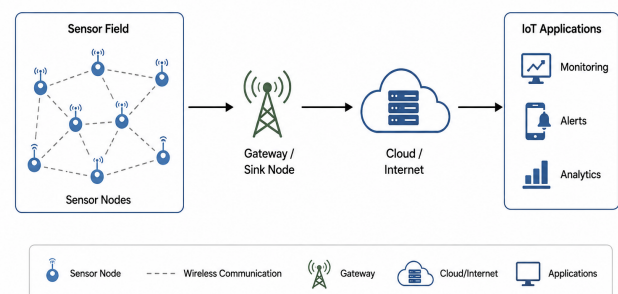 Sensor Field
Sensor Nodes
Gateway /
Sink Node
Cloud /
Internet
IoT Applications
Monitoring
Alerts
Analytics
Sensor Node
Wireless Communication
Gateway
Cloud/Internet
Applications